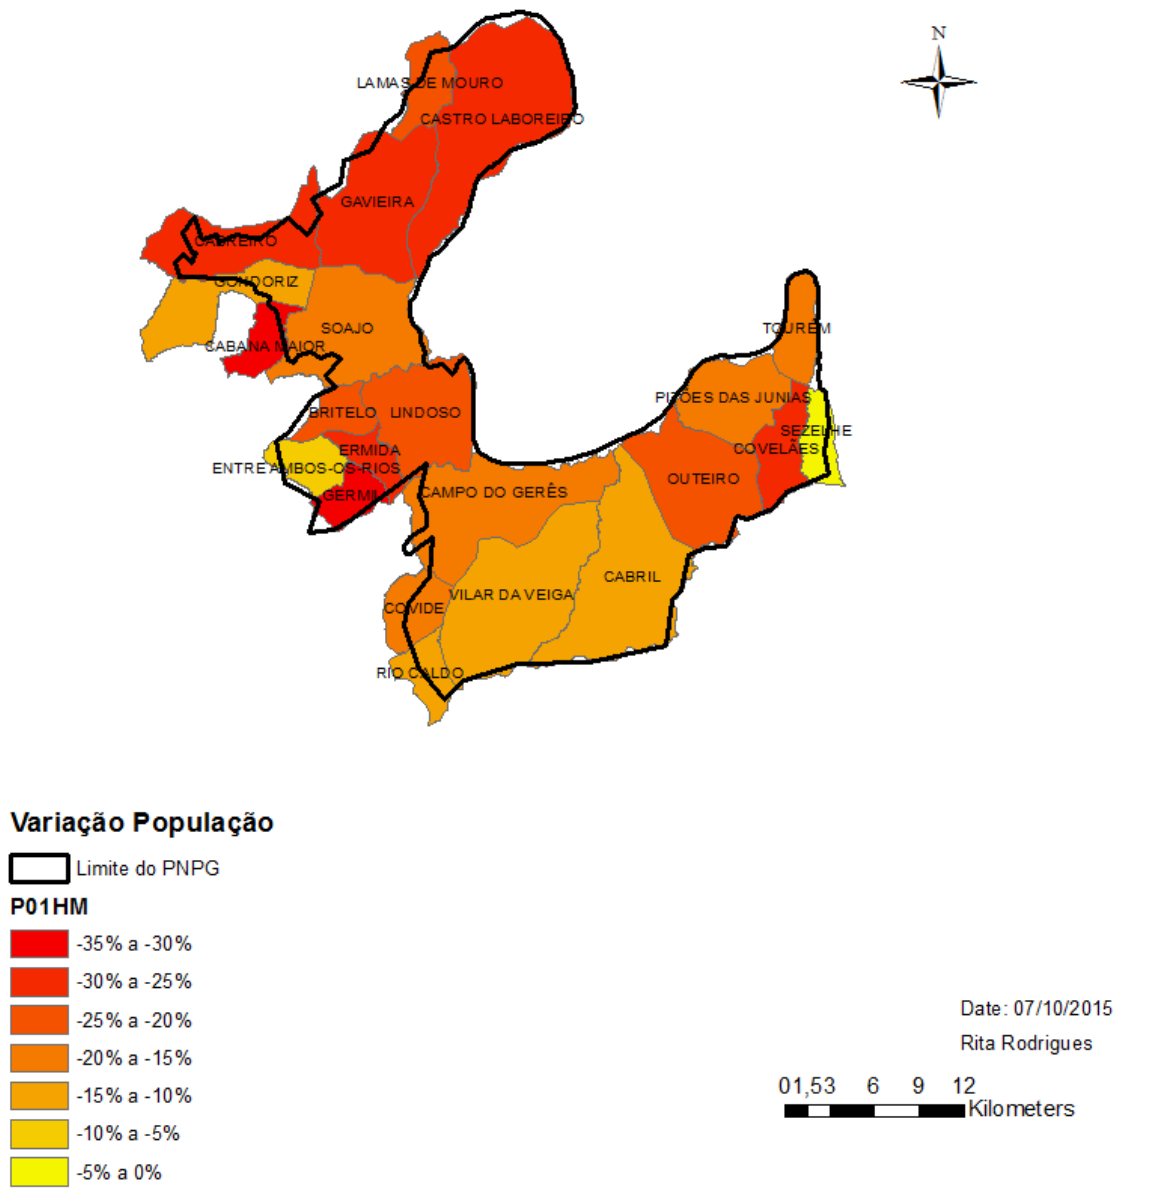 N
LAMAS DE MOURO
CASTRO LABOREIRO
GAVIEIRA
CABREIRO
GONDORIZ
SOAJO
TOURÉM
CABANA MAIOR
PITÕES DAS JUNIAS
BRITELO
LINDOSO
SEZELHE
ERMIDA
COVELÃES
ENTRE AMBOS-OS-RIOS
OUTEIRO
GERMIL
CAMPO DO GERÊS
CABRIL
VILAR DA VEIGA
COVIDE
RIO CALDO
Variação População
Limite do PNPG
P01HM
-35% a -30%
-30% a -25%
-25% a -20%
-20% a -15%
-15% a -10%
-10% a -5%
-5% a 0%
Date: 07/10/2015
Rita Rodrigues
01,53 6 9 12
Kilometers